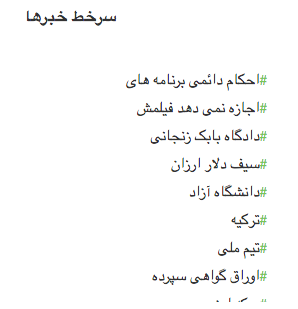 سرخط خبرها
#احکام دائمی برنامه های
#اجازه نمی دهد فیلمش
#دادگاه بابک زنجانی
#سیف دلار ارزان
#دانشگاه آزاد
#ترکیه
#تیم ملی
#اوراق گواهی سپرده